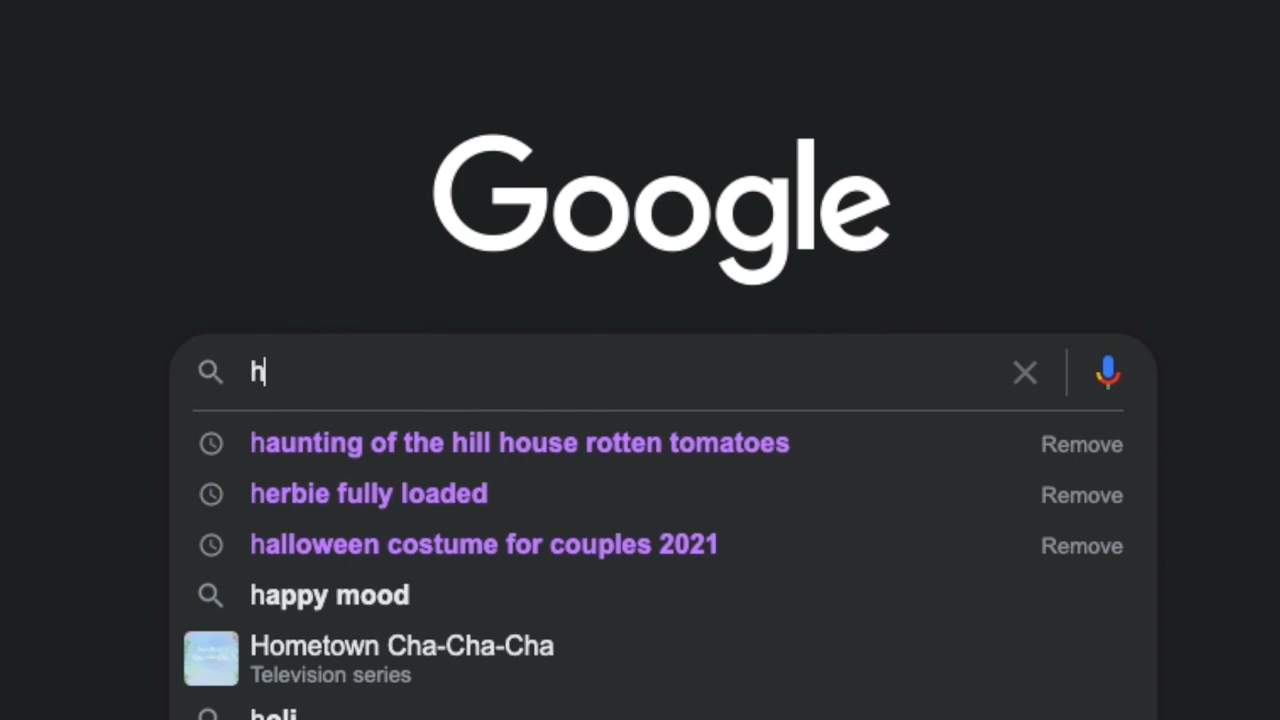 Google
h
haunting of the hill house rotten tomatoes Remove
herbie fully loaded Remove
halloween costume for couples 2021 Remove
happy mood
Hometown Cha-Cha-Cha
Television series